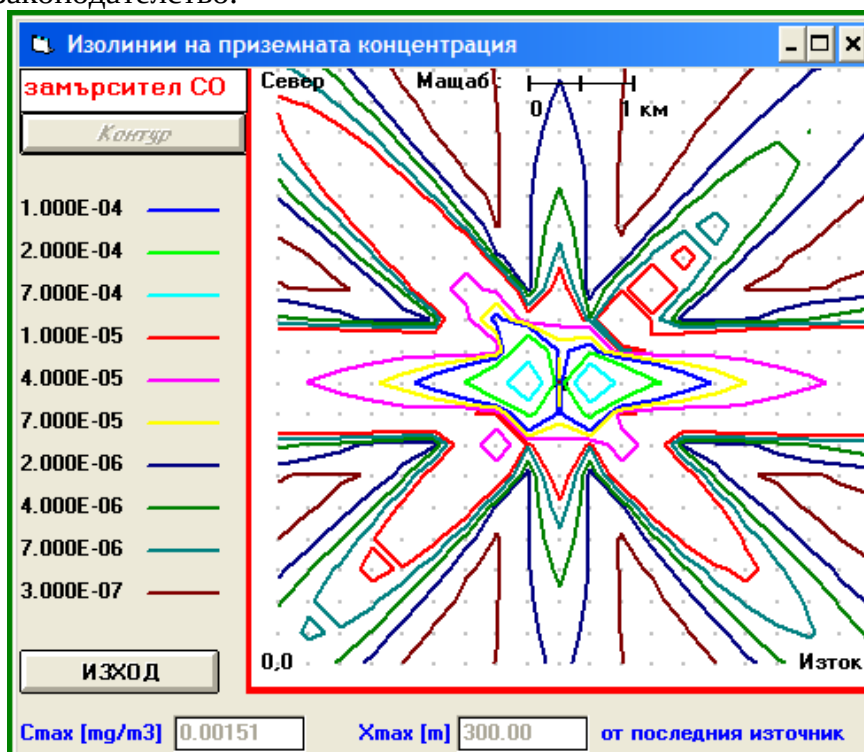 законодателство.
Изолинии на приземната концентрация
замърсител CO
Контур
1.000E-04
2.000E-04
7.000E-04
1.000E-05
4.000E-05
7.000E-05
2.000E-06
4.000E-06
7.000E-06
3.000E-07
ИЗХОД
Север Мащаб:
0 1 км
0,0 Изток
Cmax [mg/m3] 0.00151 Xmax [m] 300.00 от последния източник